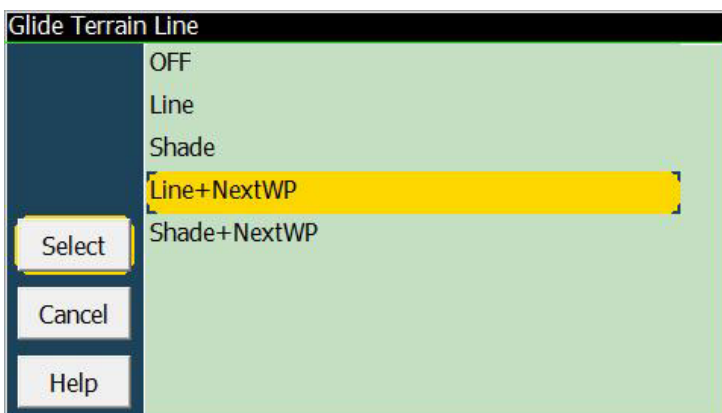 Glide Terrain Line
OFF
Line
Shade
Line+NextWP
Shade+NextWP
Select
Cancel
Help